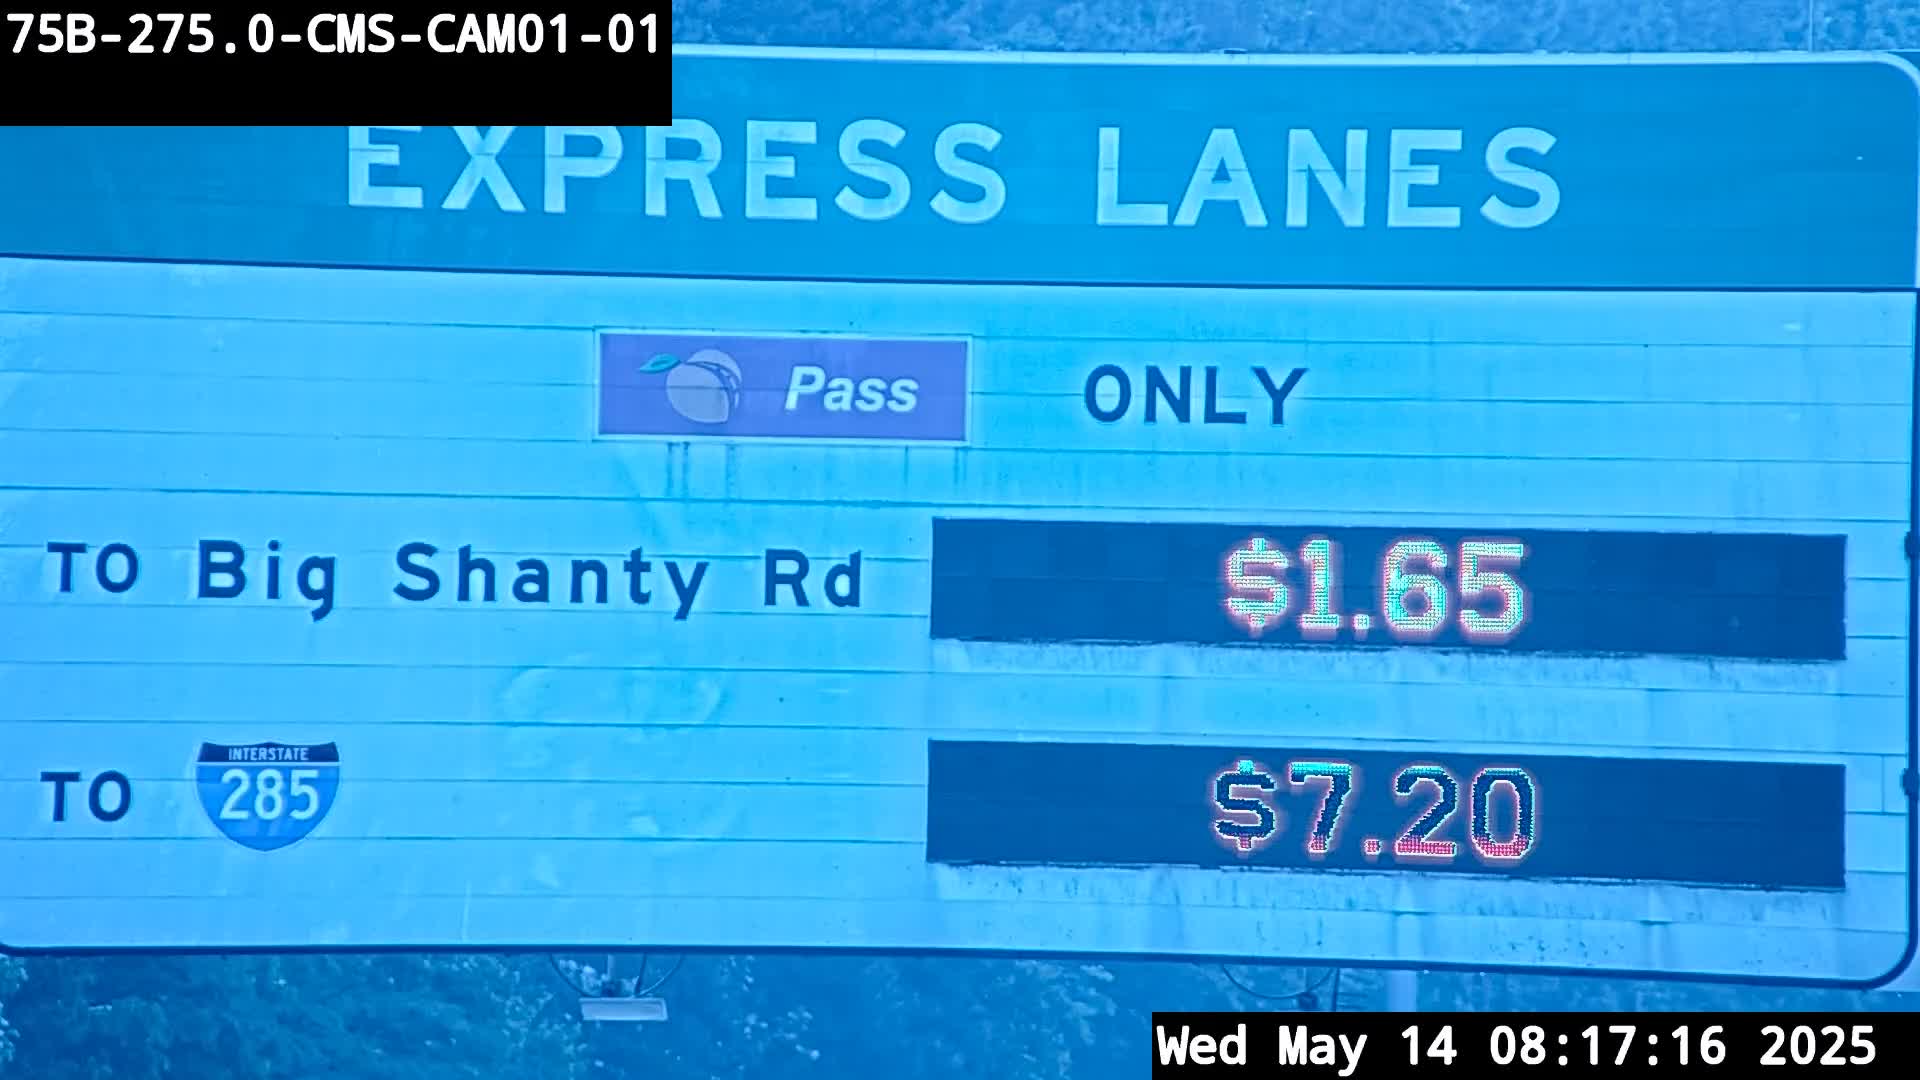 75B-275.0-CMS-CAM01-01
EXPRESS LANES
Pass ONLY
TO Big Shanty Rd $1.65
INTERSTATE
TO 285 $7.20
Wed May 14 08:17:16 2025